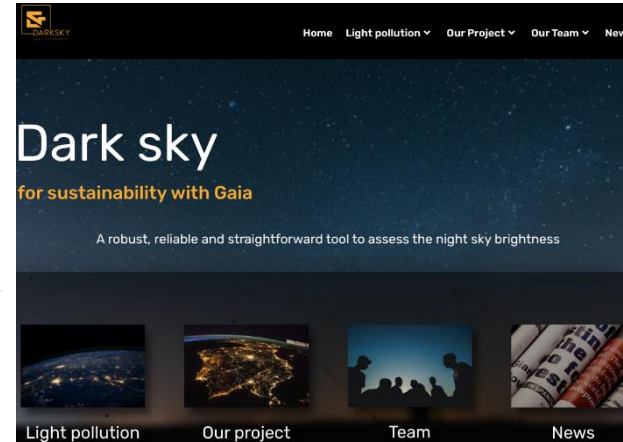 DARKSKY
Home Light pollution Our Project Our Team New
Dark sky
for sustainability with Gaia
A robust, reliable and straightforward tool to assess the night sky brightness
Light pollution Our project Team News